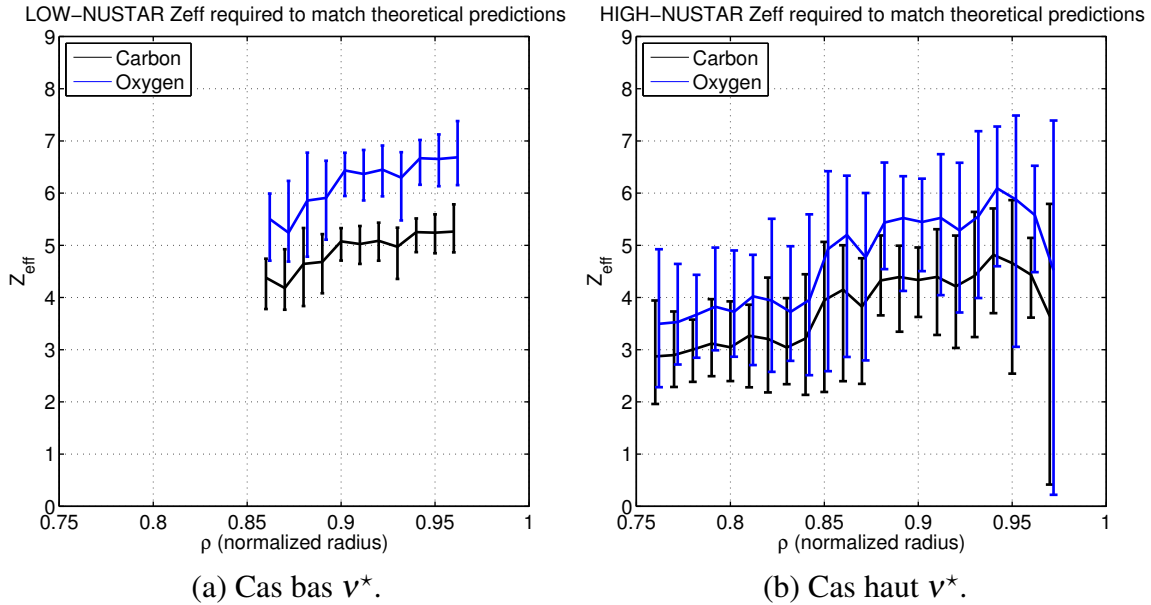 LOW−NUSTAR Zeff required to match theoretical predictions
9
8
7
6
5
4
3
2
1
0
Z_eff
Carbon
Oxygen
0.75
0.8
0.85
0.9
0.95
1
ρ (normalized radius)
(a) Cas bas ν⋆.
HIGH−NUSTAR Zeff required to match theoretical predictions
9
8
7
6
5
4
3
2
1
0
Z_eff
Carbon
Oxygen
0.75
0.8
0.85
0.9
0.95
1
ρ (normalized radius)
(b) Cas haut ν⋆.